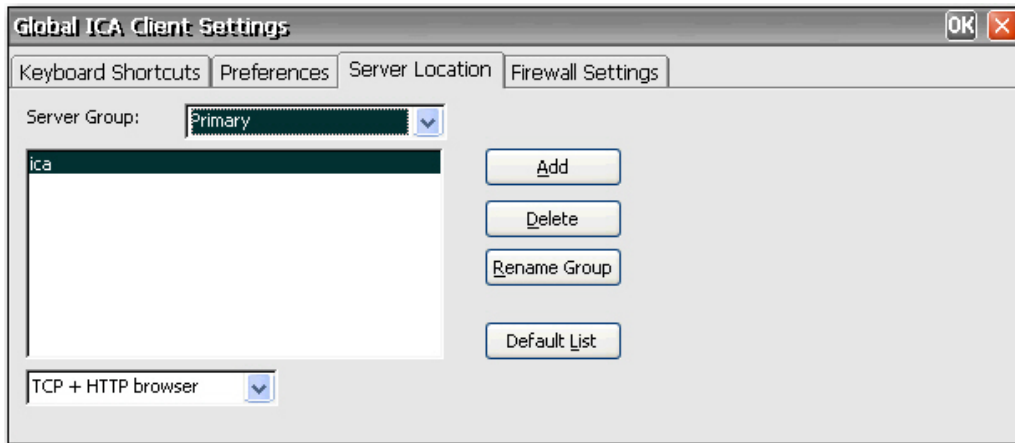 Global ICA Client Settings OK
Keyboard Shortcuts Preferences Server Location Firewall Settings
Server Group: Primary
ica
Add
Delete
Rename Group
Default List
TCP + HTTP browser